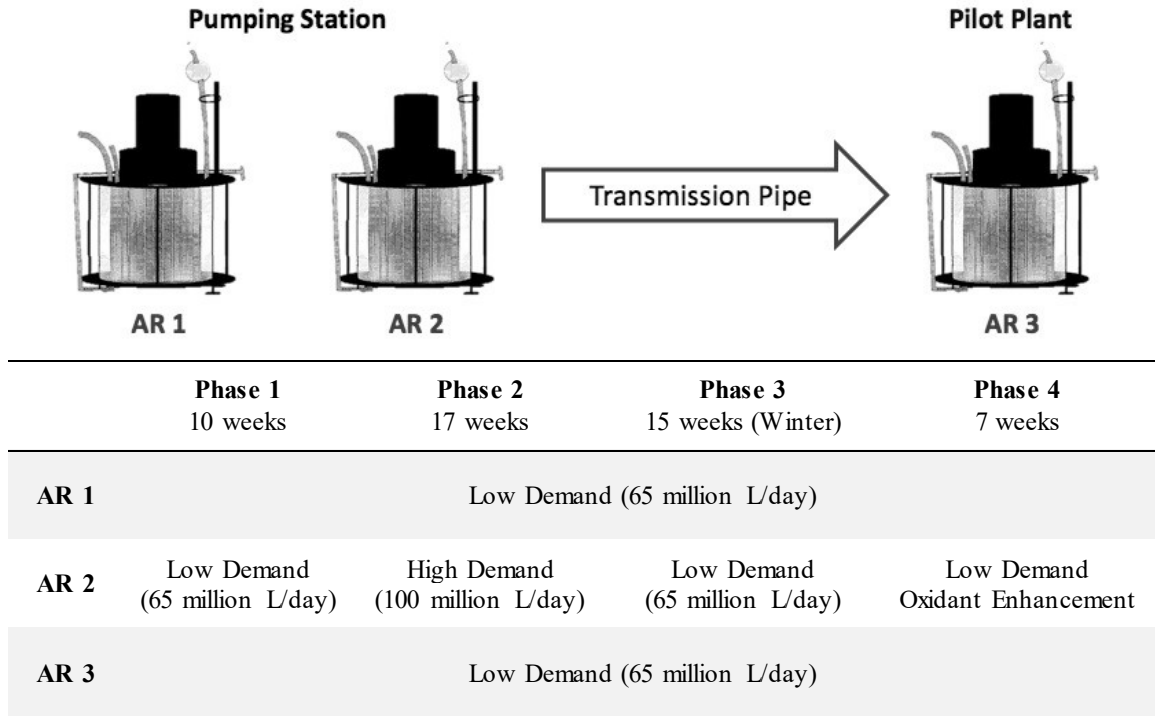 Pumping Station
Pilot Plant
Transmission Pipe
AR 1
AR 2
AR 3
Phase 1
10 weeks
Phase 2
17 weeks
Phase 3
15 weeks (Winter)
Phase 4
7 weeks
AR 1
Low Demand (65 million L/day)
AR 2
Low Demand
(65 million L/day)
High Demand
(100 million L/day)
Low Demand
(65 million L/day)
Low Demand
Oxidant Enhancement
AR 3
Low Demand (65 million L/day)